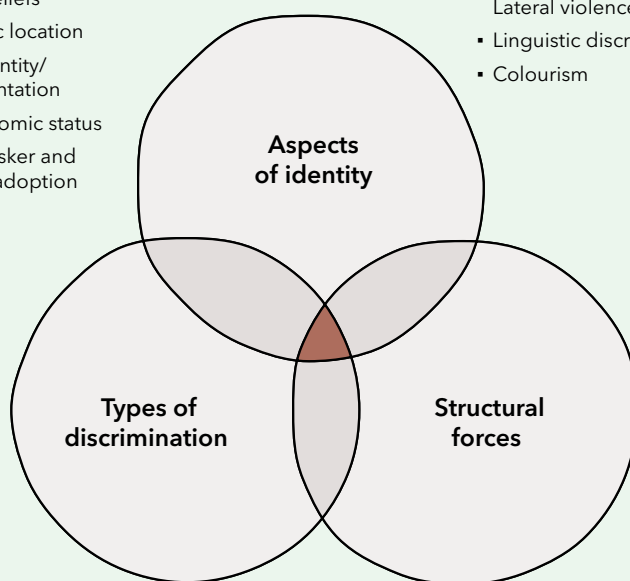 c location
ntity/
ntation
omic status
sker and
adoption
Lateral violence
▪ Linguistic discr
▪ Colourism
Aspects
of identity
Types of
discrimination
Structural
forces